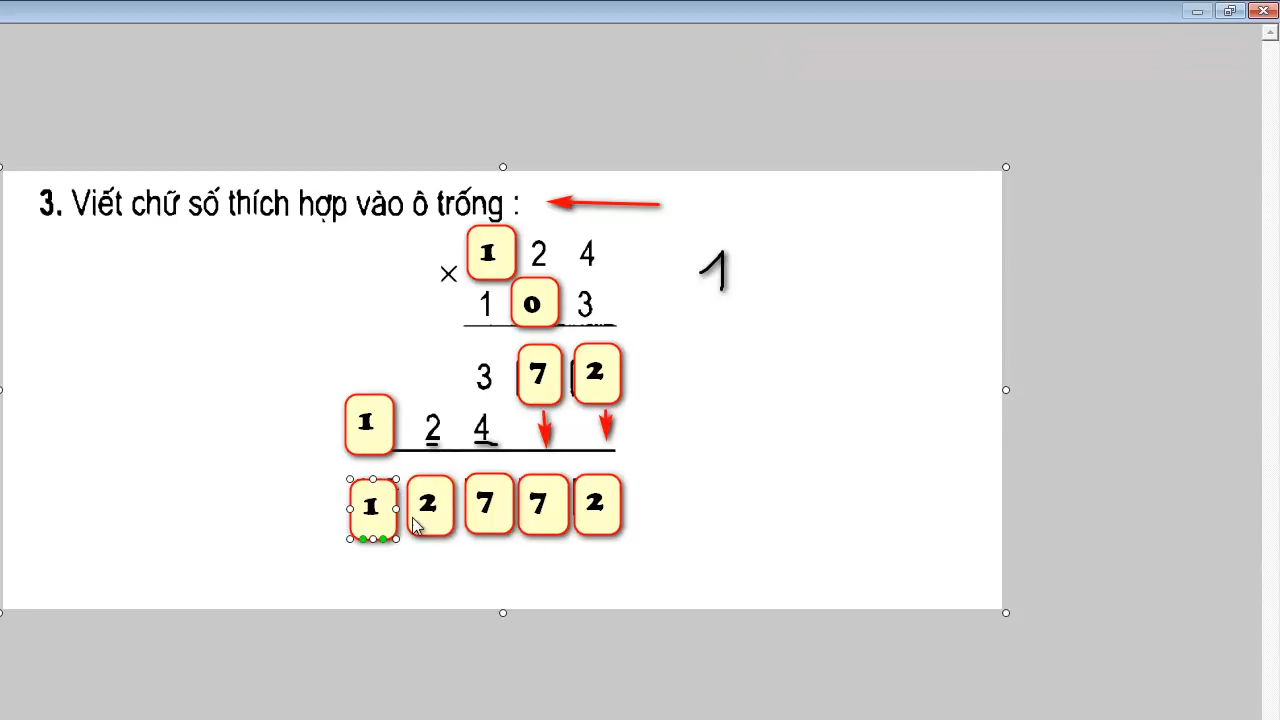 3. Viết chữ số thích hợp vào ô trống :
1 2 4
×
1
1 0 3
3 7 2
1 2 4
1 2 7 7 2